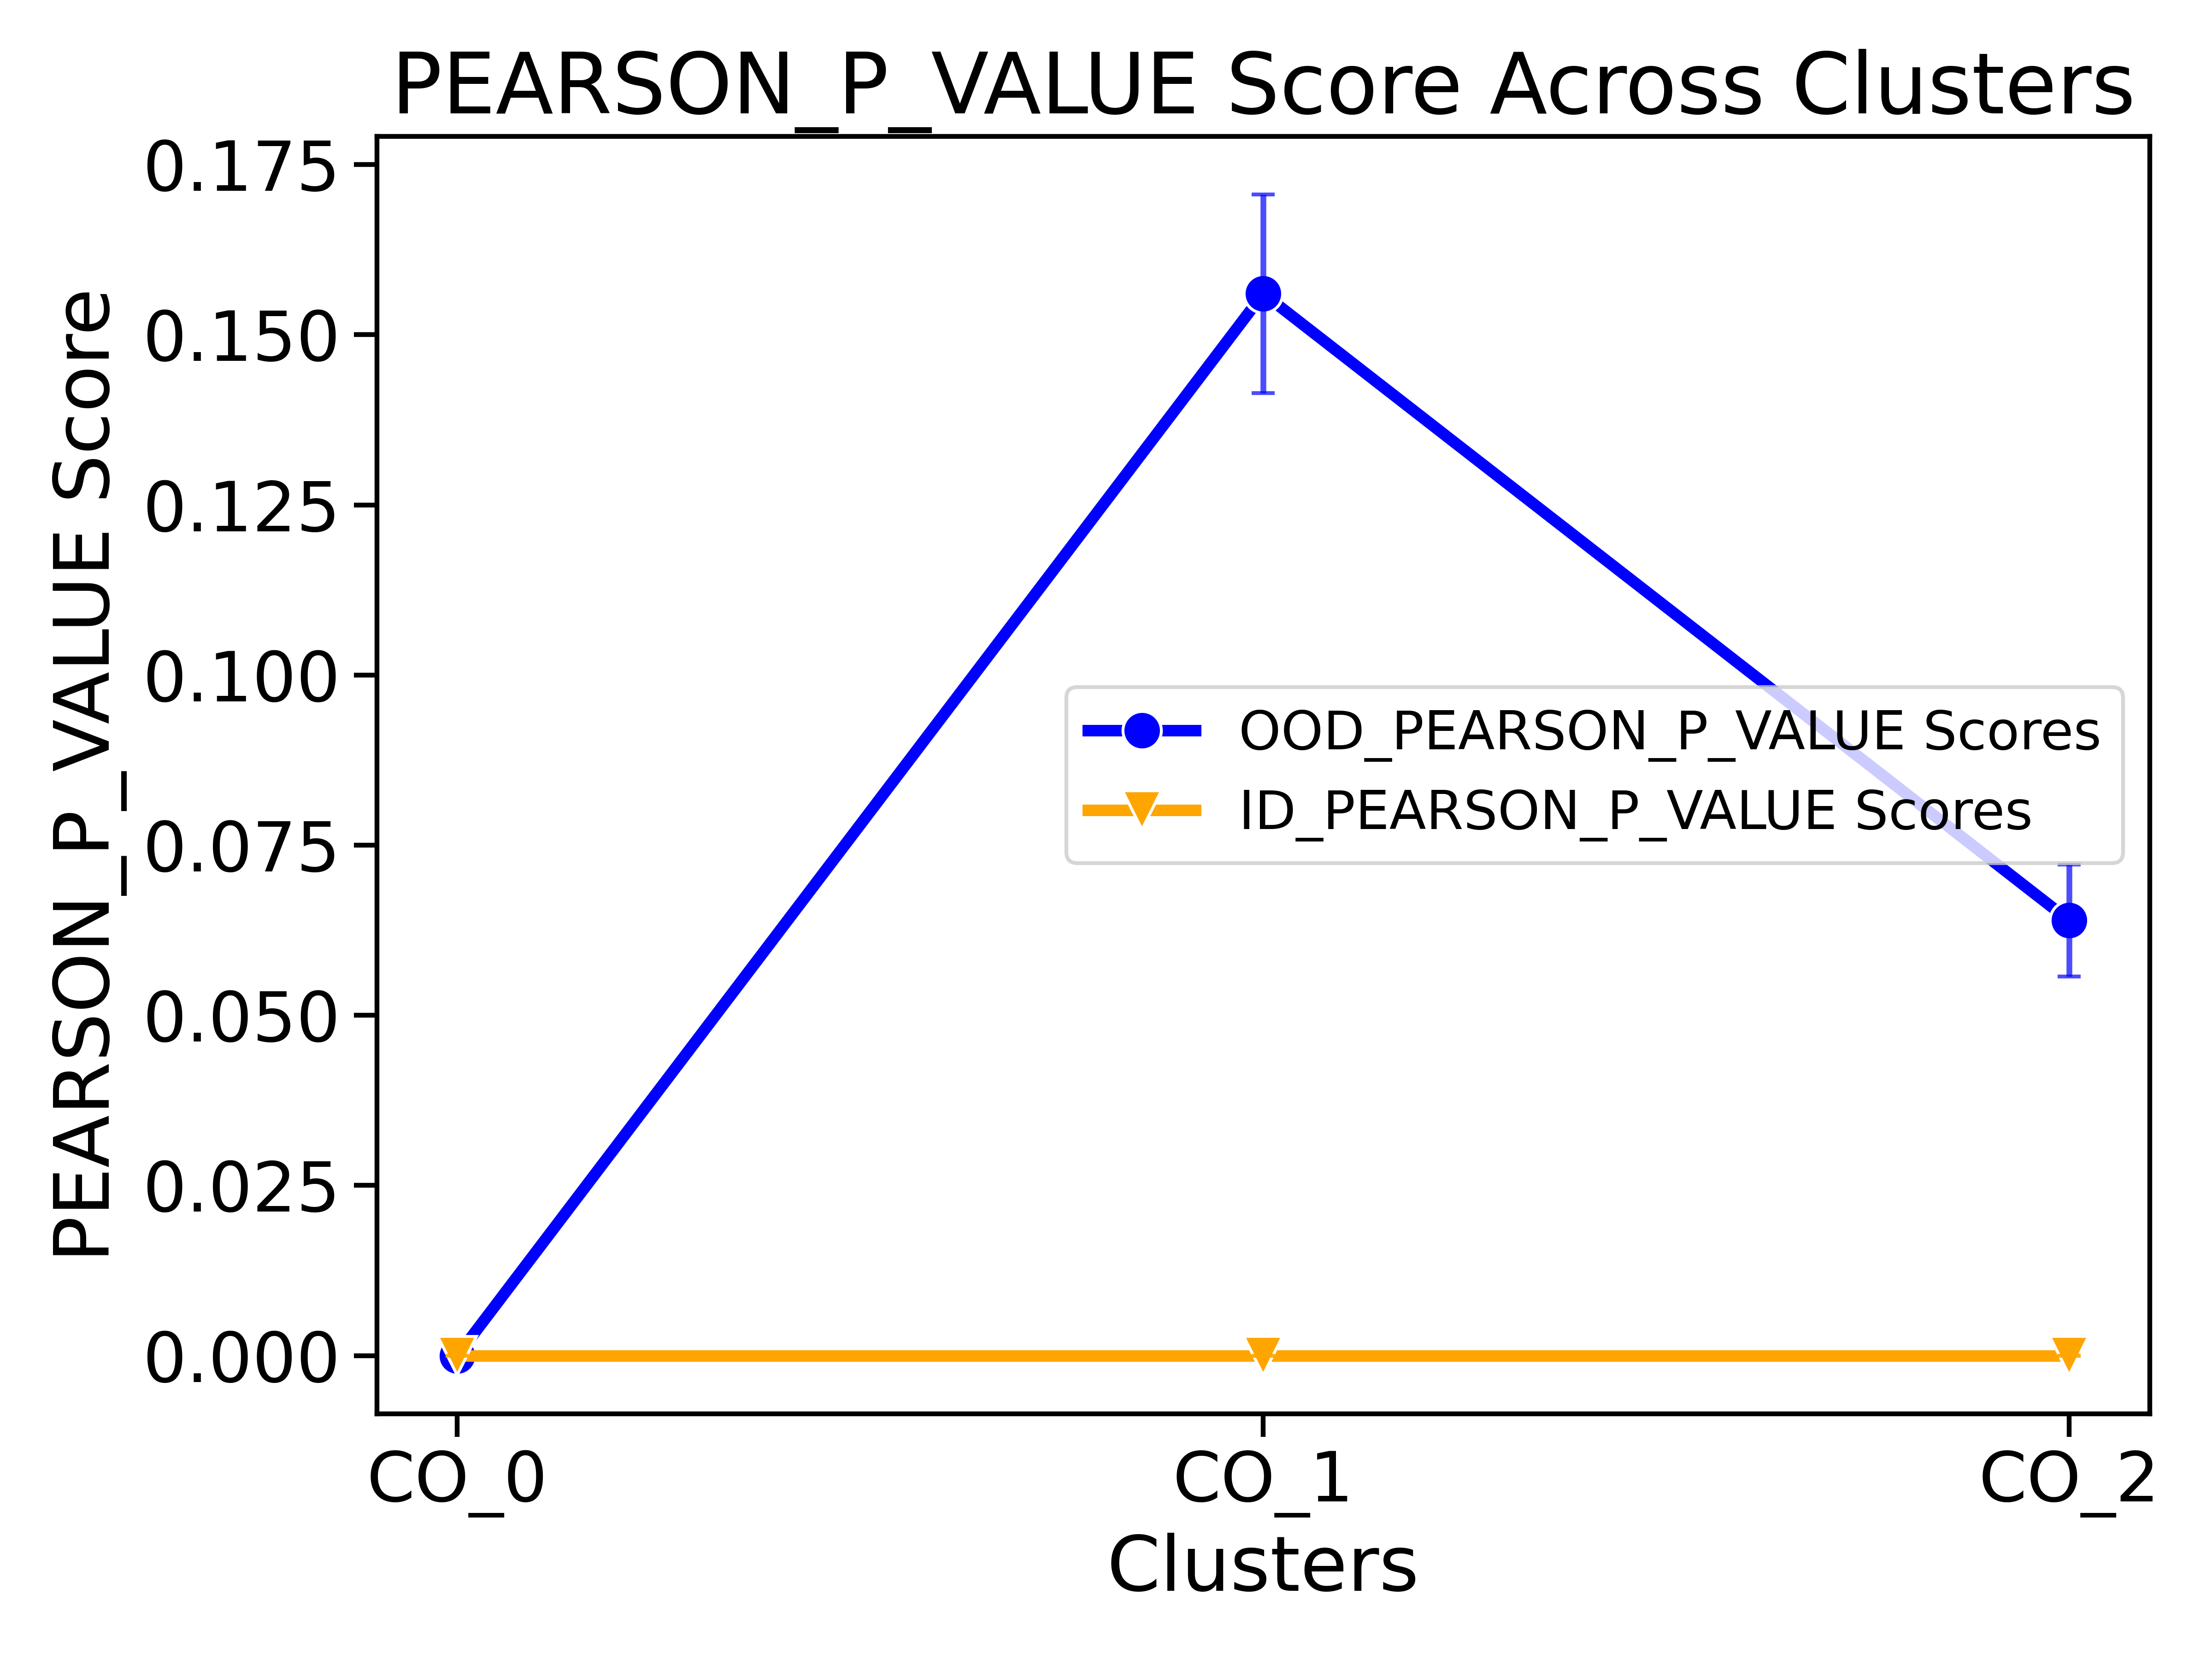 PEARSON_P_VALUE Score Across Clusters
PEARSON_P_VALUE Score
0.175
0.150
0.125
0.100
0.075
0.050
0.025
0.000
OOD_PEARSON_P_VALUE Scores
ID_PEARSON_P_VALUE Scores
CO_0 CO_1 CO_2
Clusters